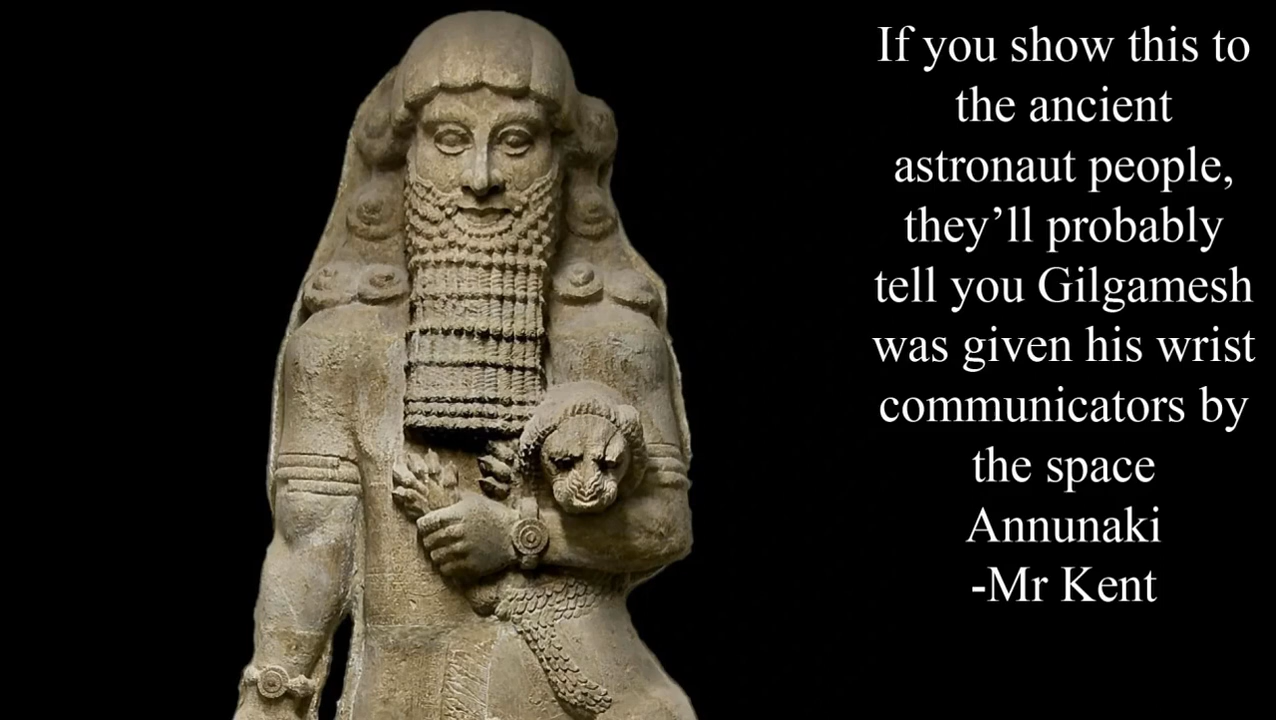 If you show this to
the ancient
astronaut people,
they’ll probably
tell you Gilgamesh
was given his wrist
communicators by
the space
Annunaki
-Mr Kent